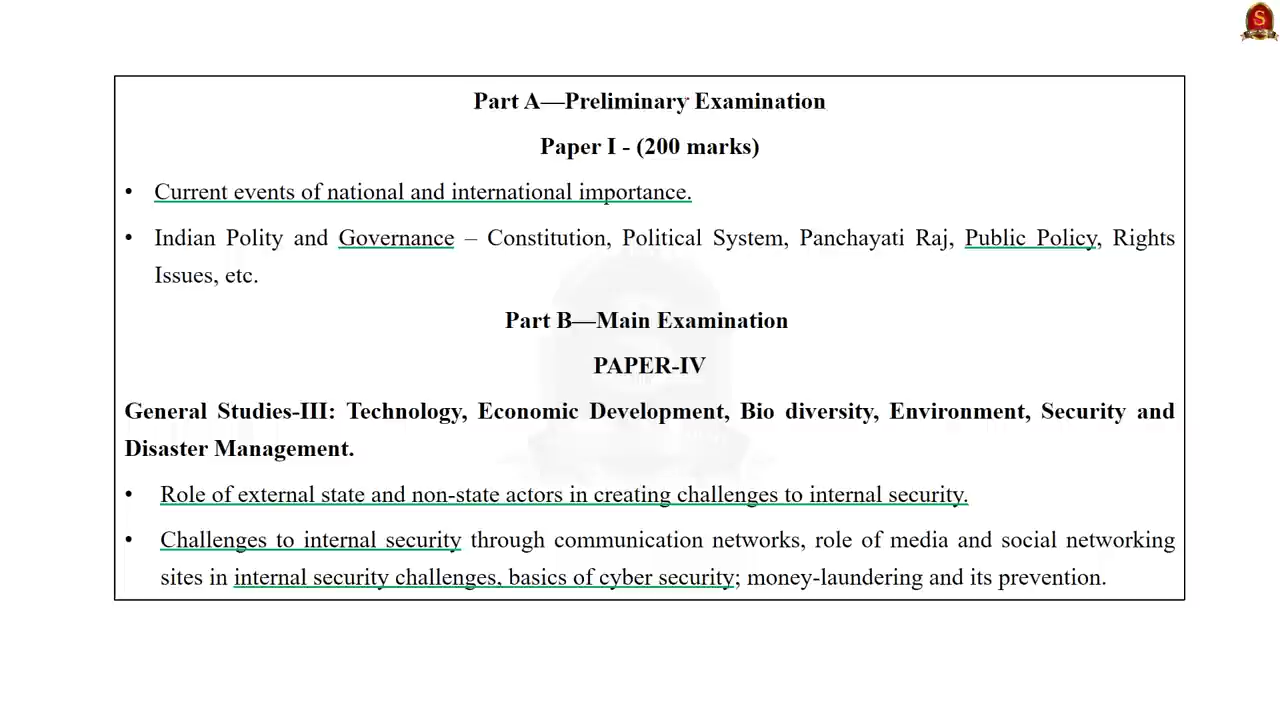 S
Part A—Preliminary Examination
Paper I - (200 marks)
• Current events of national and international importance.
• Indian Polity and Governance – Constitution, Political System, Panchayati Raj, Public Policy, Rights
Issues, etc.
Part B—Main Examination
PAPER-IV
General Studies-III: Technology, Economic Development, Bio diversity, Environment, Security and
Disaster Management.
• Role of external state and non-state actors in creating challenges to internal security.
• Challenges to internal security through communication networks, role of media and social networking
sites in internal security challenges, basics of cyber security; money-laundering and its prevention.